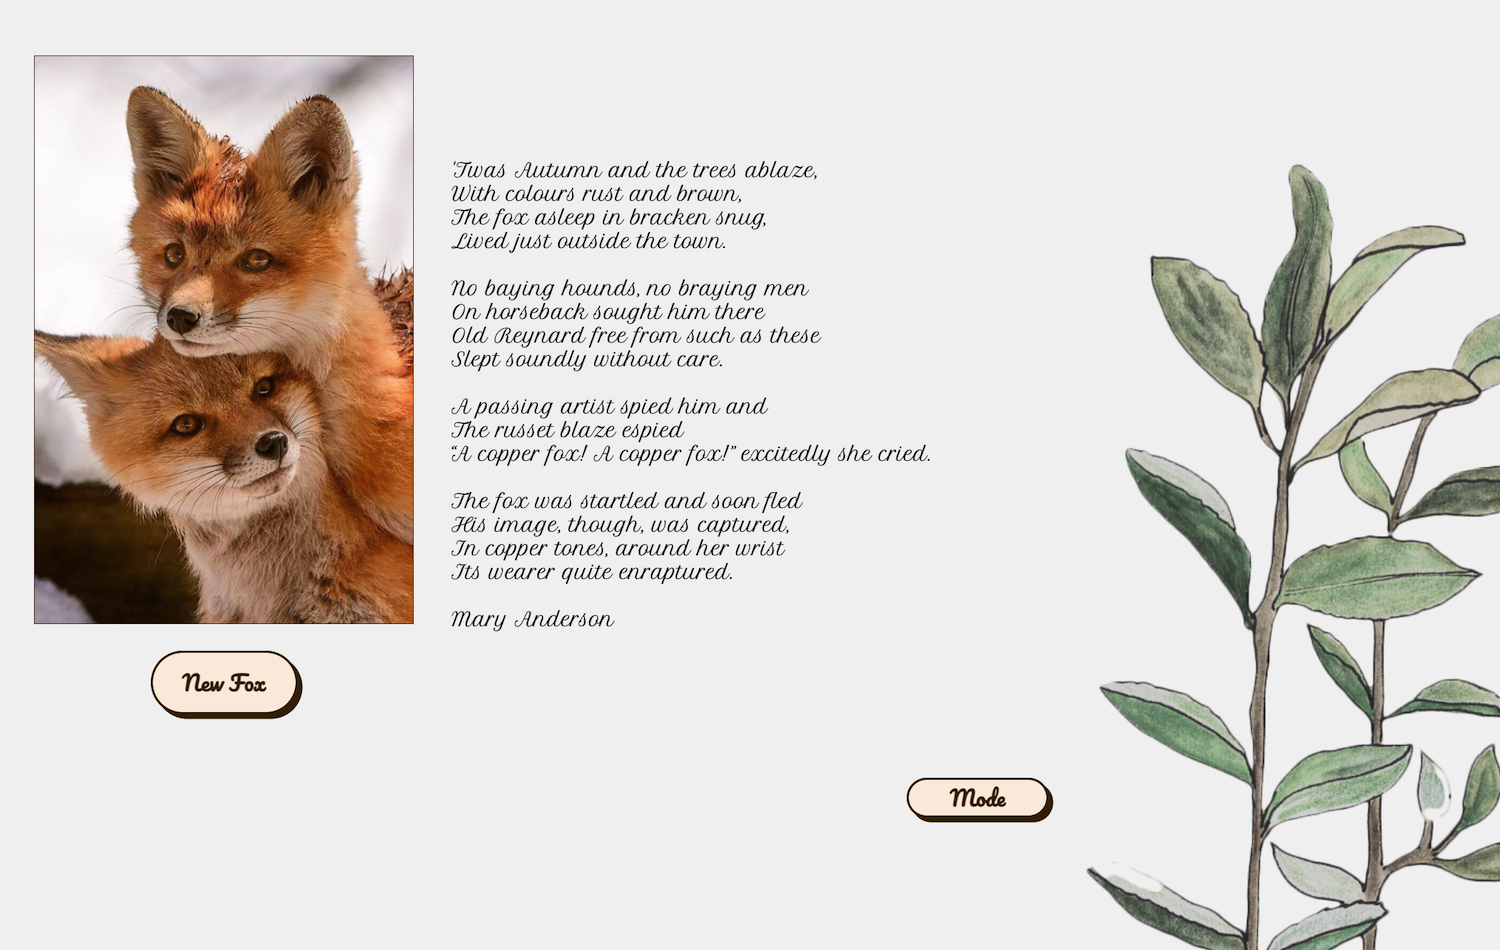 'Twas Autumn and the trees ablaze,
With colours rust and brown,
The fox asleep in bracken snug,
Lived just outside the town.
No baying hounds, no braying men
On horseback sought him there
Old Reynard free from such as these
Slept soundly without care.
A passing artist spied him and
The russet blaze espied
“A copper fox! A copper fox!” excitedly she cried.
The fox was startled and soon fled
His image, though, was captured,
In copper tones, around her wrist
Its wearer quite enraptured.
Mary Anderson
New Fox
Mode